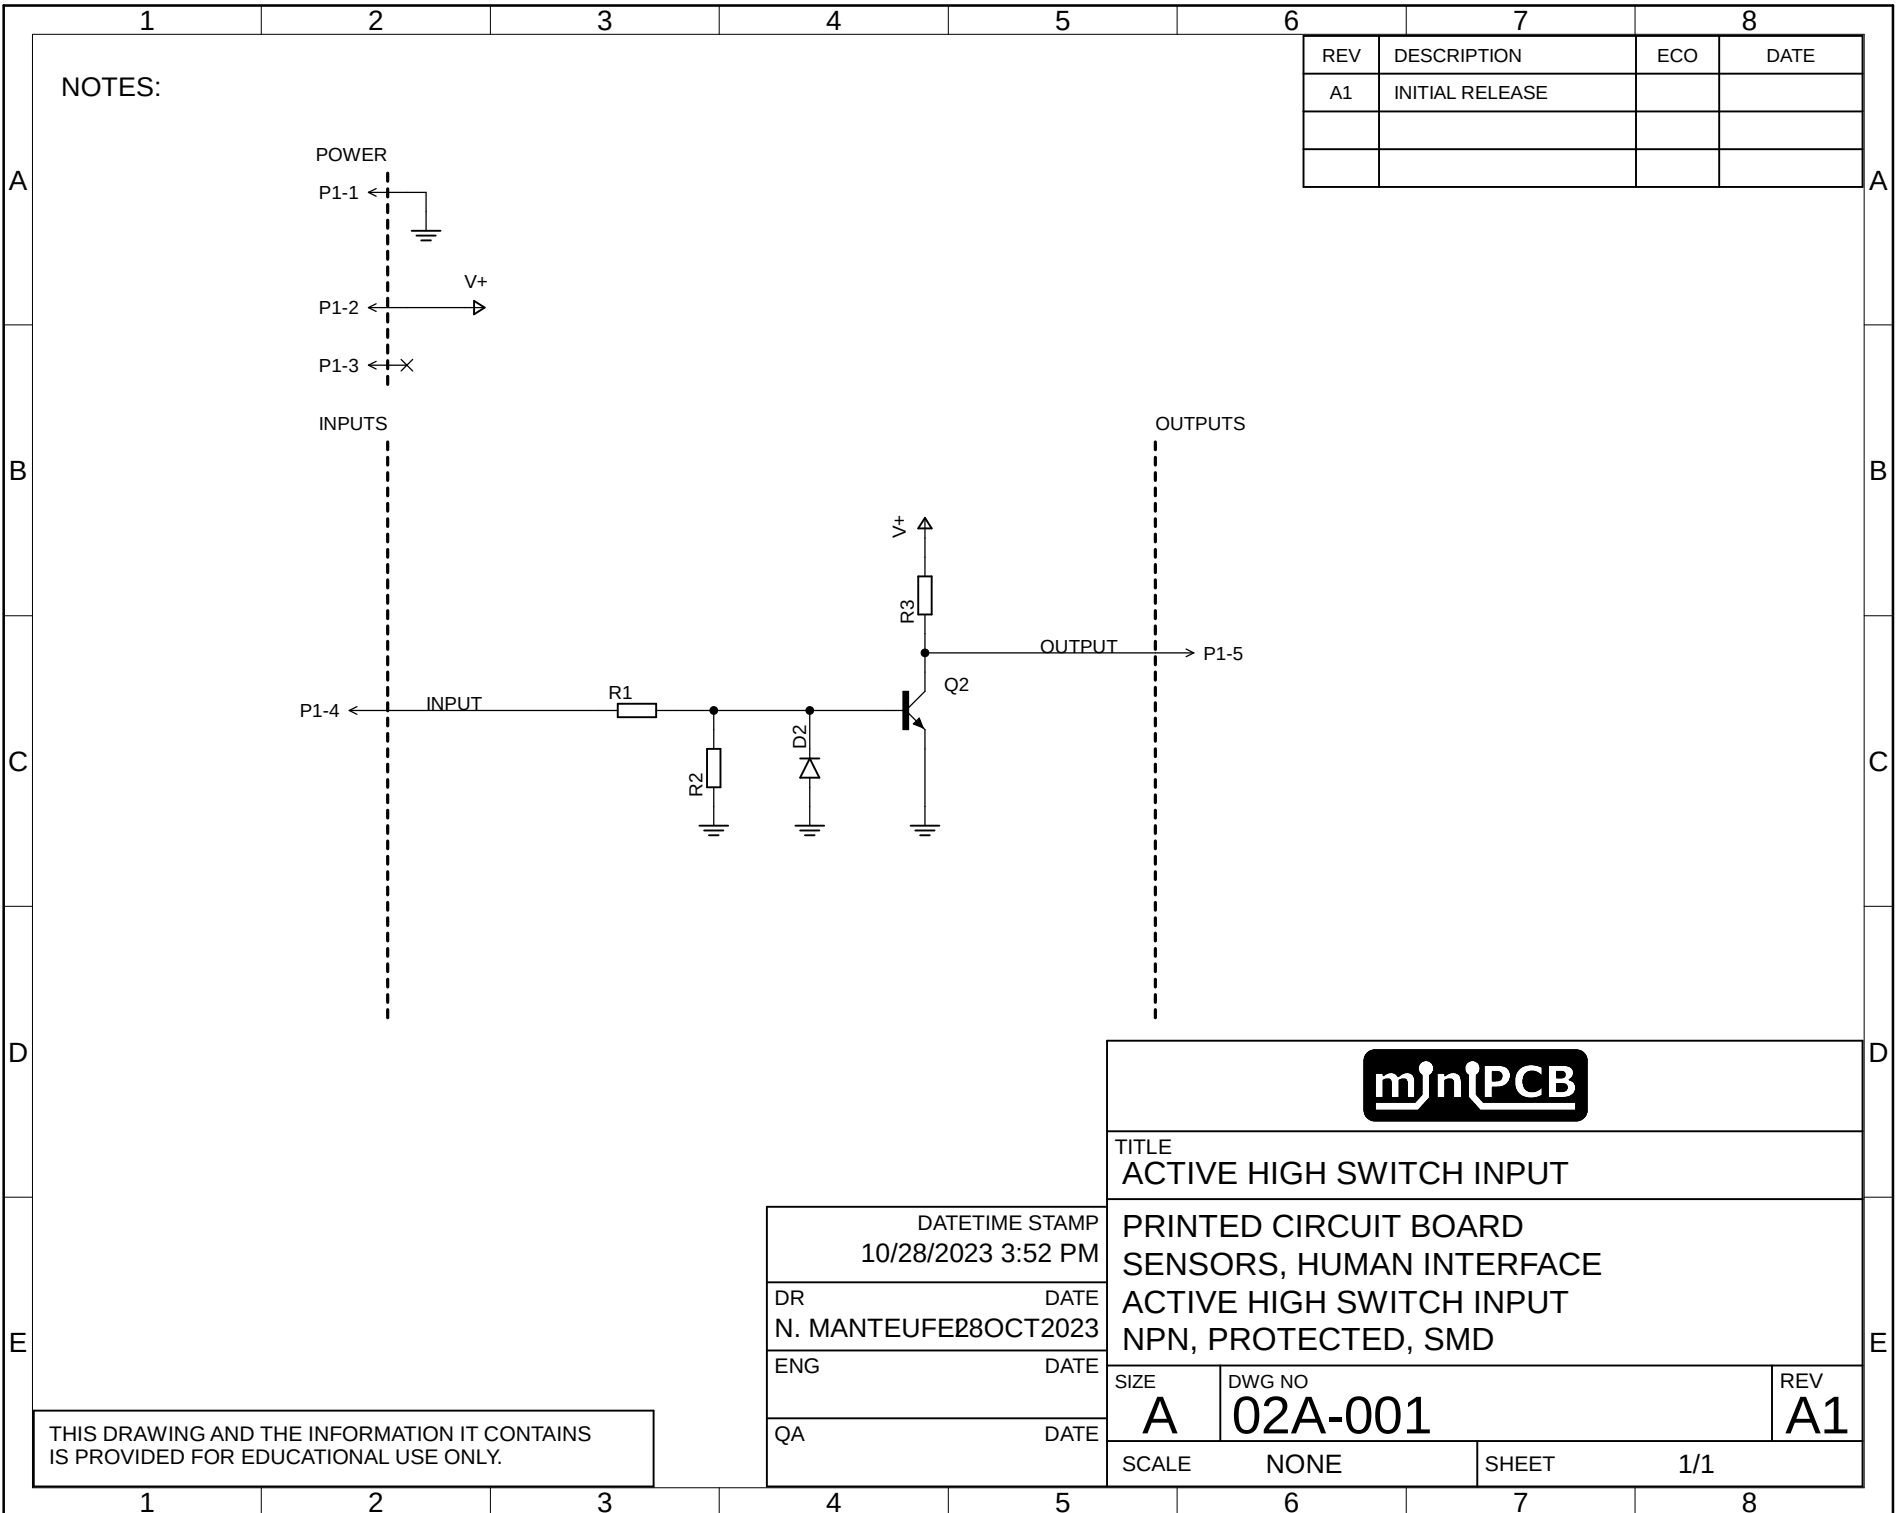 1 2 3 4 5 6 7 8
NOTES:
REV DESCRIPTION ECO DATE
A1 INITIAL RELEASE
A A
POWER
P1-1
V+
P1-2
P1-3
INPUTS
OUTPUTS
B B
V+
R3
OUTPUT
P1-5
Q2
R1
P1-4
INPUT
D2
R2
C C
D D
miniPCB
TITLE
ACTIVE HIGH SWITCH INPUT
DATETIME STAMP
10/28/2023 3:52 PM
PRINTED CIRCUIT BOARD
SENSORS, HUMAN INTERFACE
ACTIVE HIGH SWITCH INPUT
NPN, PROTECTED, SMD
DR DATE
N. MANTEUFEL 28OCT2023
E E
ENG DATE
SIZE DWG NO REV
A 02A-001 A1
QA DATE
SCALE NONE SHEET 1/1
THIS DRAWING AND THE INFORMATION IT CONTAINS
IS PROVIDED FOR EDUCATIONAL USE ONLY.
1 2 3 4 5 6 7 8